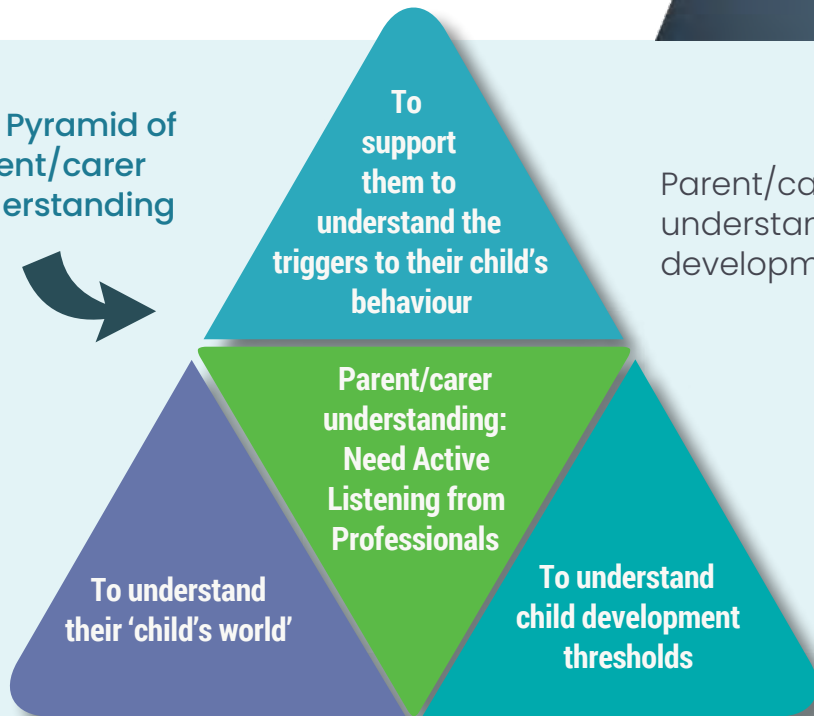 Pyramid of
ent/carer
erstanding
To
support
them to
understand the
triggers to their child's
behaviour
Parent/ca
understan
developm
Parent/carer
understanding:
Need Active
Listening from
Professionals
To understand
their ‘child’s world’
To understand
child development
thresholds